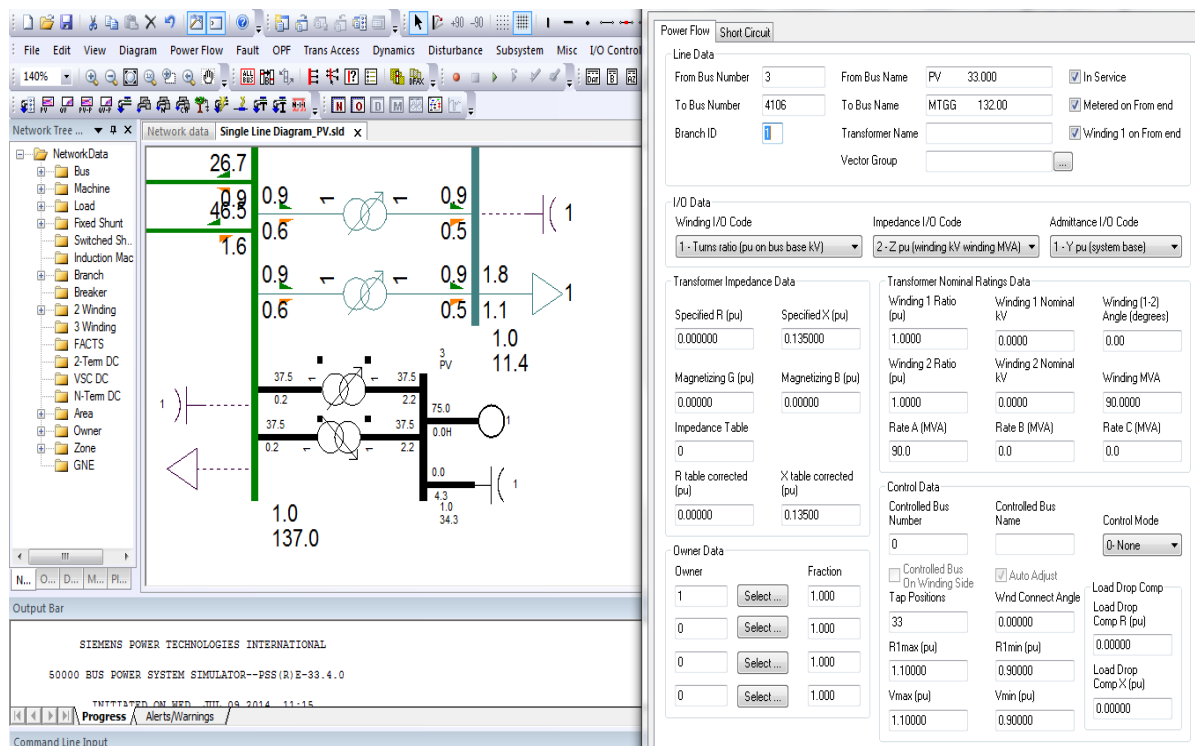 +90 -90
File Edit View Diagram Power Flow Fault OPF Trans Access Dynamics Disturbance Subsystem Misc I/O Control
140%
ALL BUS
Network Tree ...
Network data Single Line Diagram_PV.sld x
NetworkData
Bus
Machine
Load
Fixed Shunt
Switched Sh..
Induction Mac
Branch
Breaker
2 Winding
3 Winding
FACTS
2-Term DC
VSC DC
N-Term DC
Area
Owner
Zone
GNE
N... O... D... M... Pl...
26.7
0.9
46.5
1.6
0.9 1 1 0.9
0.6 0.5
1
0.9 1 1 0.9 1.8
0.6 0.5 1.1
1
1.0
11.4
3
PV
37.5 1 1 37.5
0.2 2.2
37.5 37.5
0.2 1 1 2.2
75.0
0.0H
1
0.0
4.3
1
1.0
34.3
1
1.0
137.0
Output Bar
SIEMENS POWER TECHNOLOGIES INTERNATIONAL
50000 BUS POWER SYSTEM SIMULATOR--PSS(R)E-33.4.0
INITIATED ON WED, JUL 09 2014 11:15
Progress Alerts/Warnings
Command Line Input
Power Flow Short Circuit
Line Data
From Bus Number 3 From Bus Name PV 33.000 In Service
To Bus Number 4106 To Bus Name MTGG 132.00 Metered on From end
Branch ID 1 Transformer Name Winding 1 on From end
Vector Group ...
I/O Data
Winding I/O Code Impedance I/O Code Admittance I/O Code
1 - Turns ratio (pu on bus base kV) 2 - Z pu (winding kV winding MVA) 1 - Y pu (system base)
Transformer Impedance Data
Specified R (pu) Specified X (pu)
0.000000 0.135000
Magnetizing G (pu) Magnetizing B (pu)
0.00000 0.00000
Impedance Table
0
R table corrected (pu) X table corrected (pu)
0.00000 0.13500
Transformer Nominal Ratings Data
Winding 1 Ratio (pu) Winding 1 Nominal kV Winding (1-2) Angle (degrees)
1.0000 0.0000 0.00
Winding 2 Ratio (pu) Winding 2 Nominal kV Winding MVA
1.0000 0.0000 90.0000
Rate A (MVA) Rate B (MVA) Rate C (MVA)
90.0 0.0 0.0
Owner Data
Owner Fraction
1 Select ... 1.000
0 Select ... 1.000
0 Select ... 1.000
0 Select ... 1.000
Control Data
Controlled Bus Number Controlled Bus Name Control Mode
0 0- None
Controlled Bus On Winding Side Auto Adjust
Tap Positions Wnd Connect Angle
33 0.00000
R1max (pu) R1min (pu)
1.10000 0.90000
Vmax (pu) Vmin (pu)
1.10000 0.90000
Load Drop Comp
Load Drop Comp R (pu)
0.00000
Load Drop Comp X (pu)
0.00000